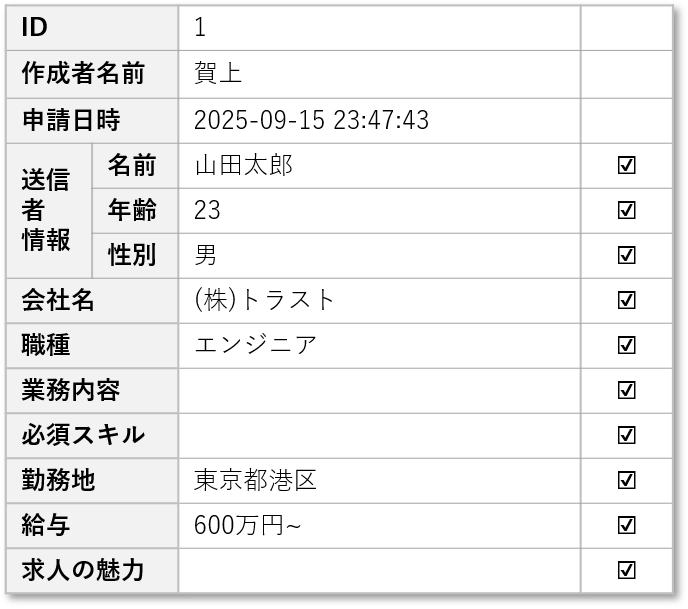 ID 1
作成者名前 賀上
申請日時 2025-09-15 23:47:43
送信
者
情報
名前 山田太郎 ☑
年齢 23 ☑
性別 男 ☑
会社名 (株)トラスト ☑
職種 エンジニア ☑
業務内容 ☑
必須スキル ☑
勤務地 東京都港区 ☑
給与 600万円~ ☑
求人の魅力 ☑